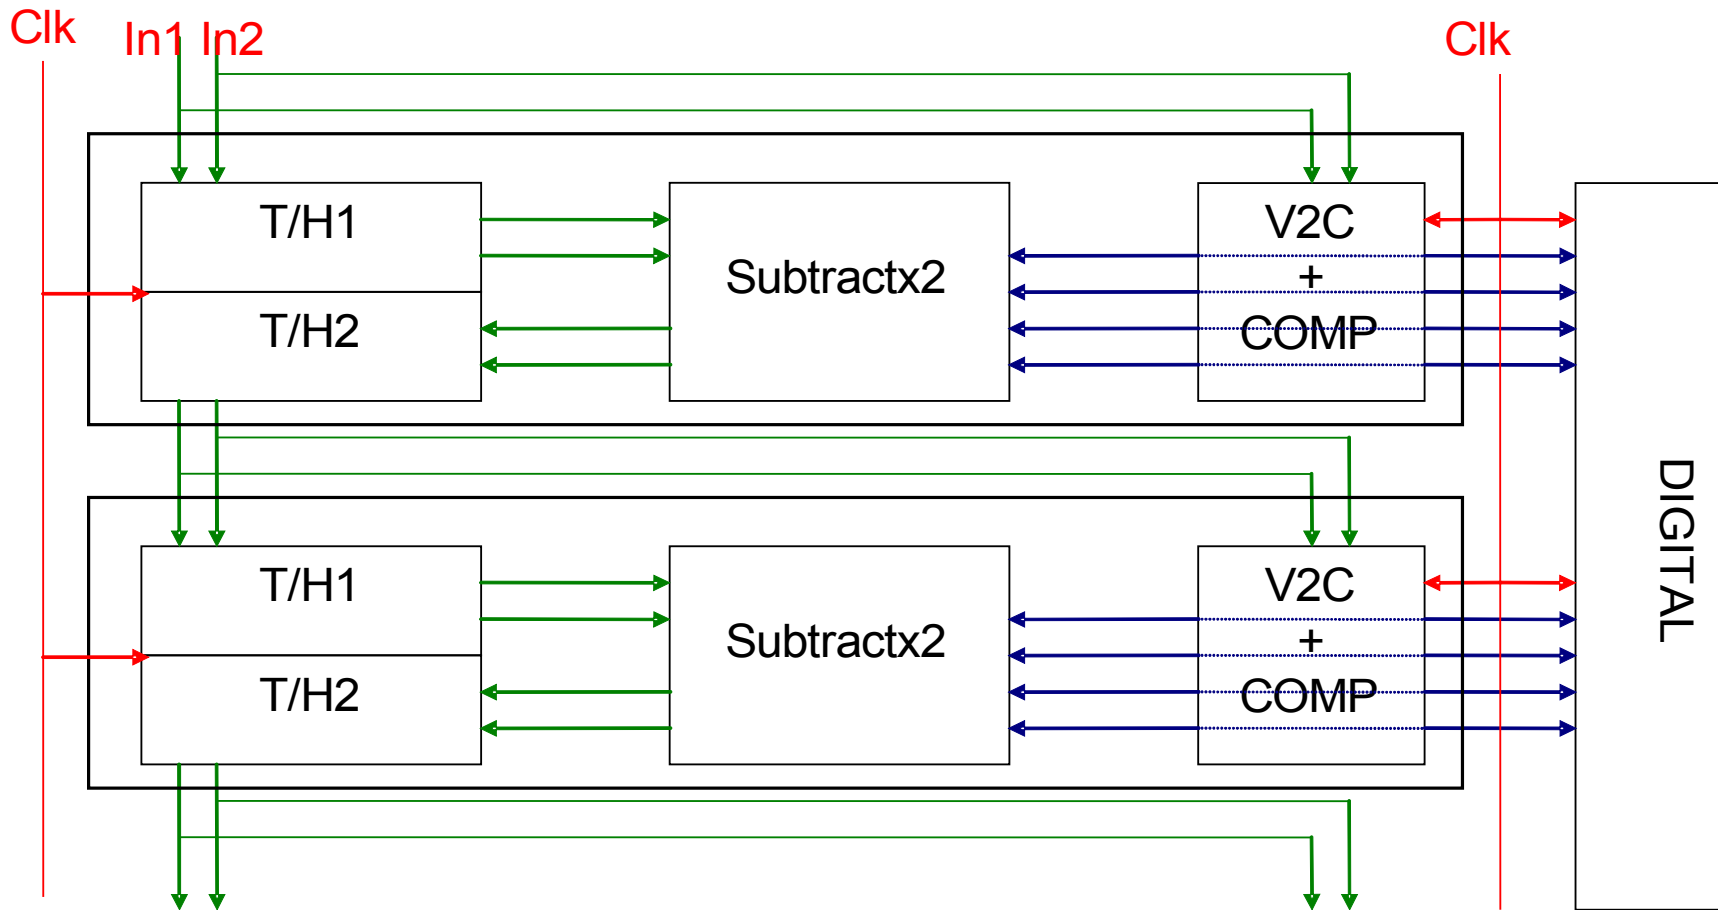 Clk
In1 In2
Clk
T/H1
T/H2
Subtractx2
V2C
+
COMP
T/H1
T/H2
Subtractx2
V2C
+
COMP
DIGITAL